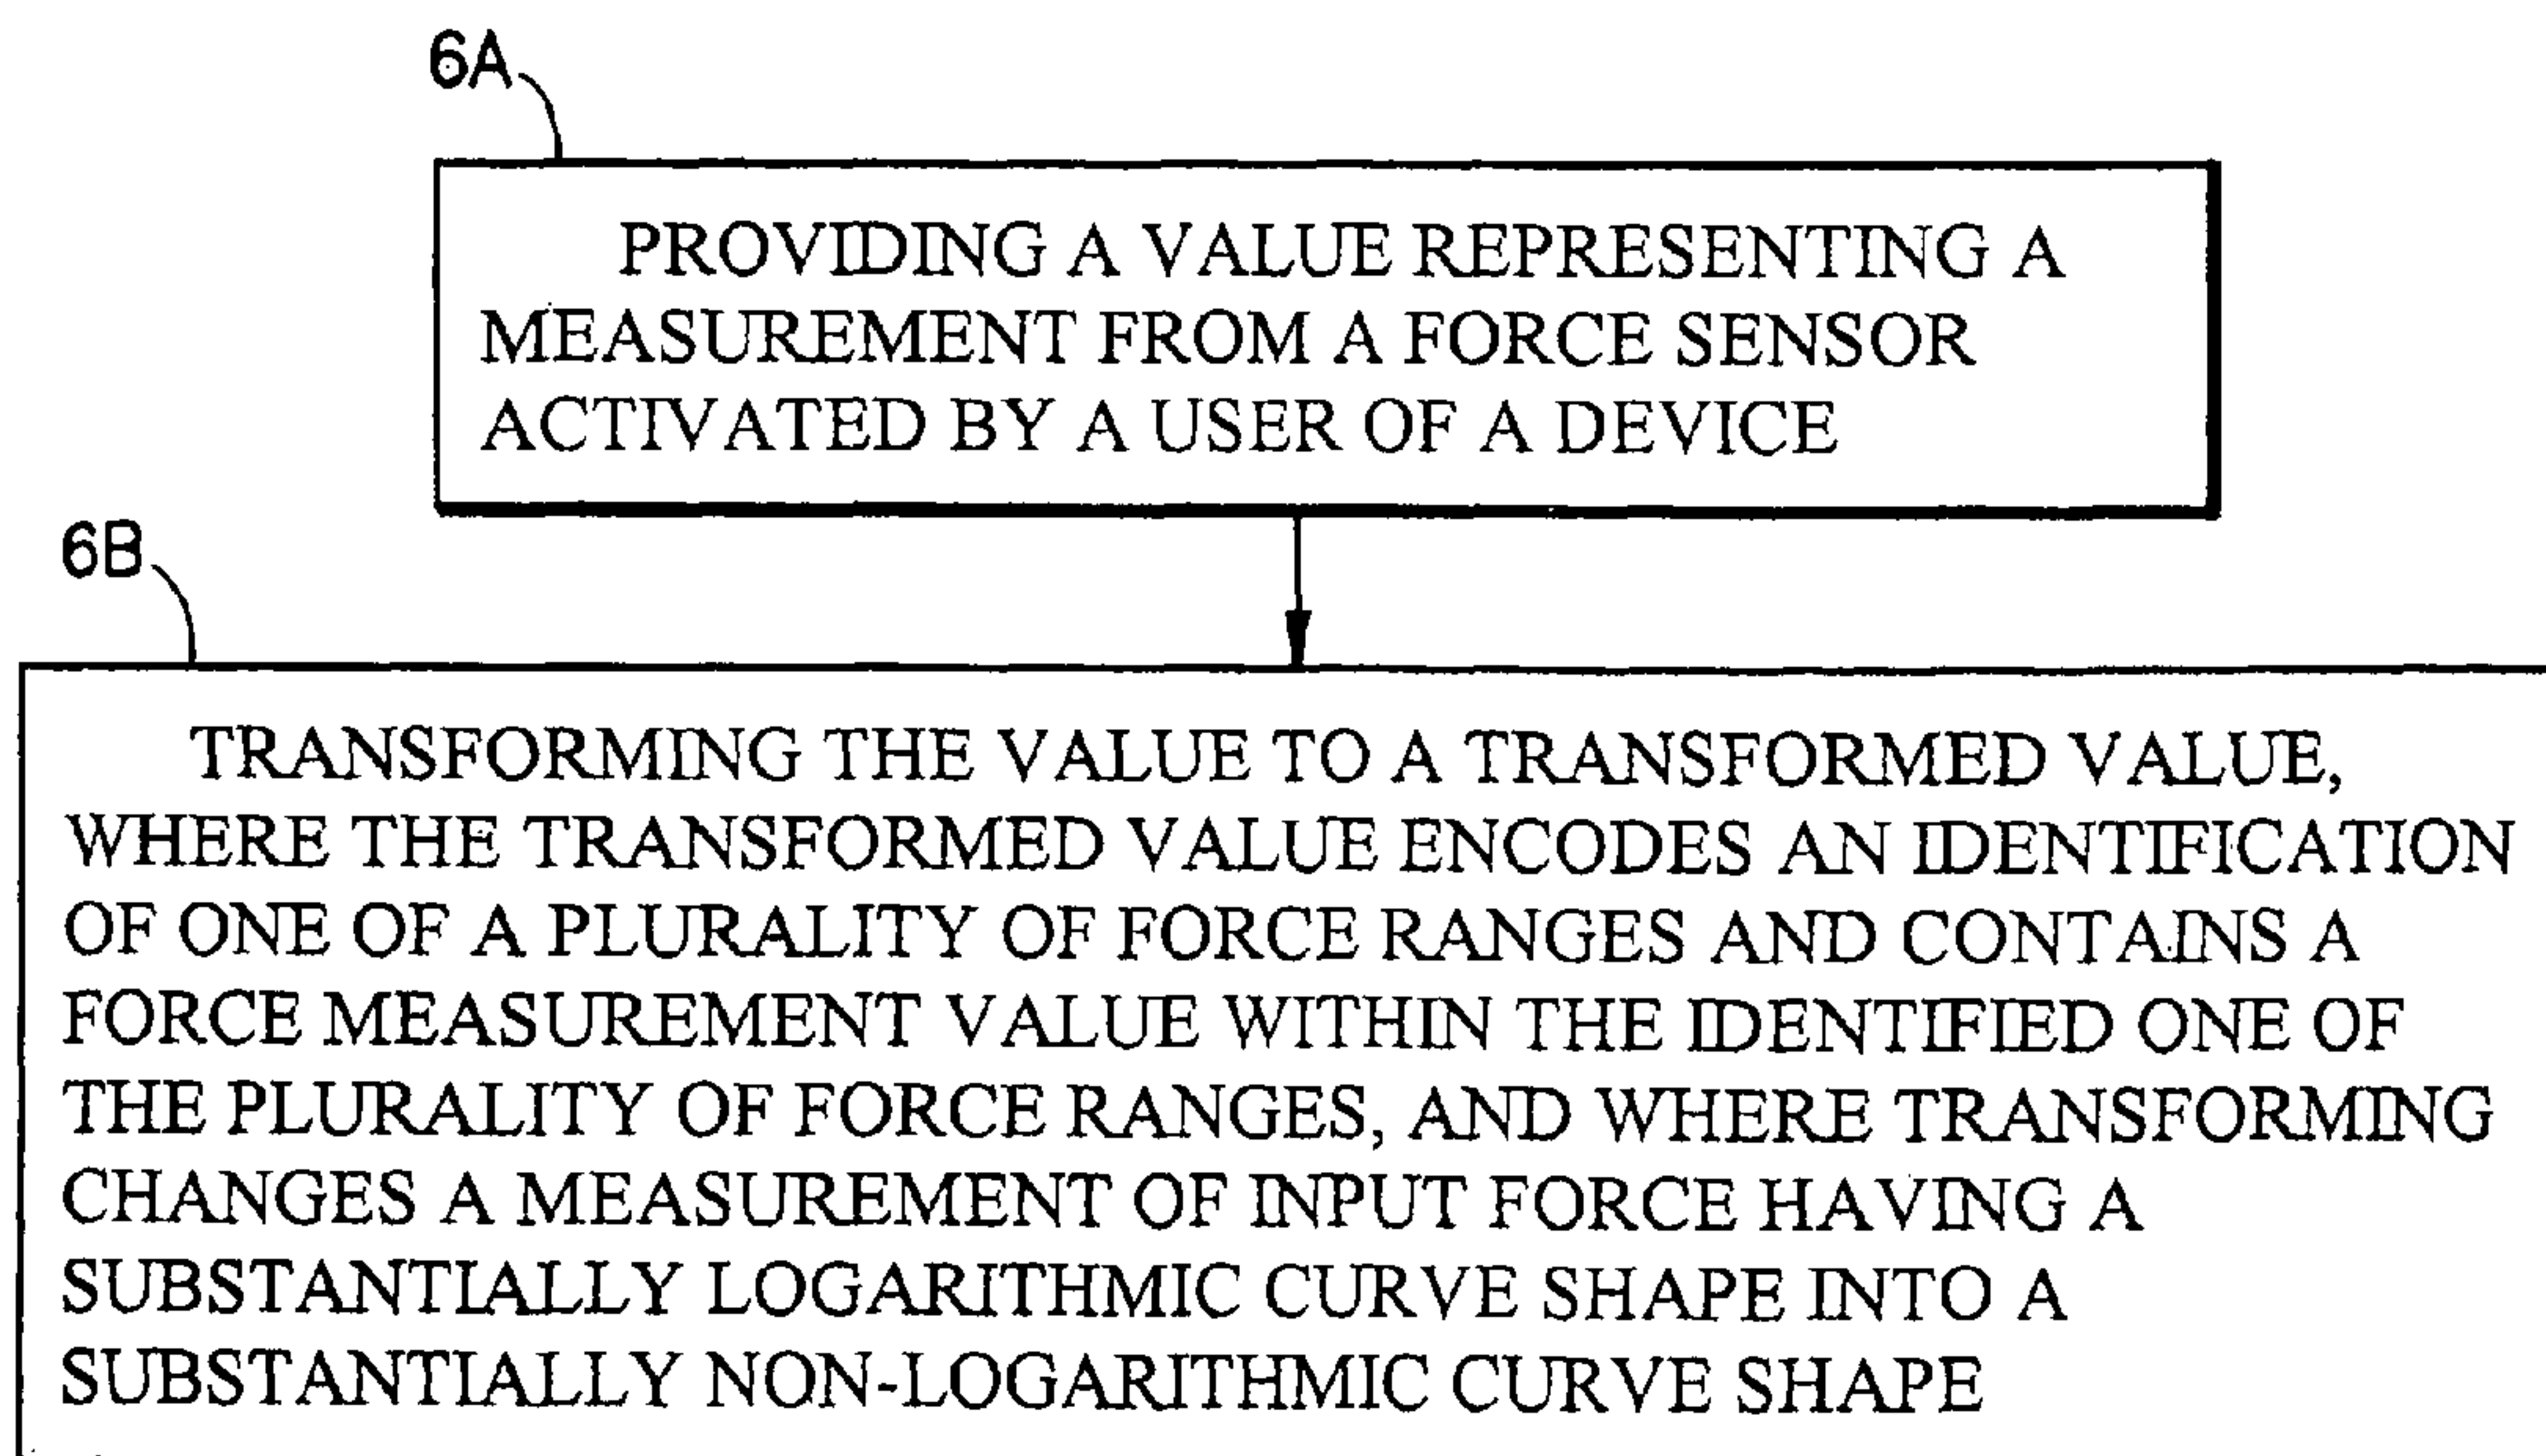 6A
PROVIDING A VALUE REPRESENTING A
MEASUREMENT FROM A FORCE SENSOR
ACTIVATED BY A USER OF A DEVICE
6B
TRANSFORMING THE VALUE TO A TRANSFORMED VALUE,
WHERE THE TRANSFORMED VALUE ENCODES AN IDENTIFICATION
OF ONE OF A PLURALITY OF FORCE RANGES AND CONTAINS A
FORCE MEASUREMENT VALUE WITHIN THE IDENTIFIED ONE OF
THE PLURALITY OF FORCE RANGES, AND WHERE TRANSFORMING
CHANGES A MEASUREMENT OF INPUT FORCE HAVING A
SUBSTANTIALLY LOGARITHMIC CURVE SHAPE INTO A
SUBSTANTIALLY NON-LOGARITHMIC CURVE SHAPE